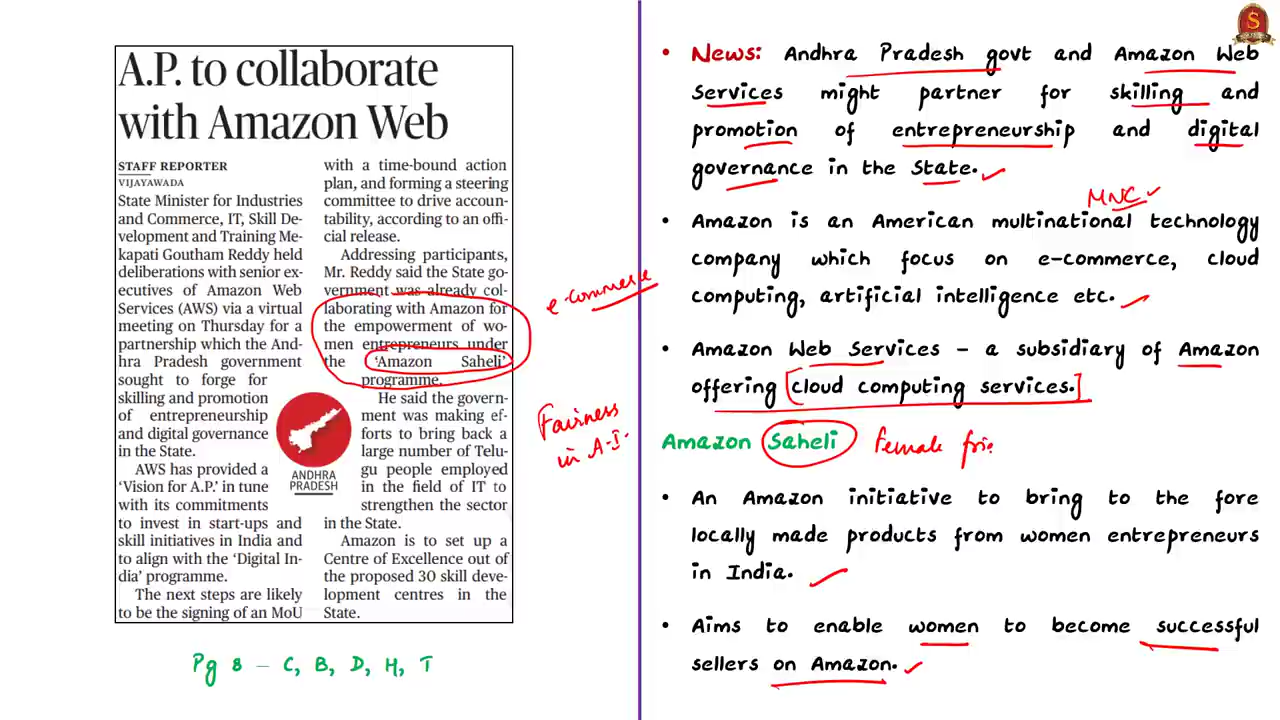 A.P. to collaborate
with Amazon Web
STAFF REPORTER
VIJAYAWADA
State Minister for Industries
and Commerce, IT, Skill De-
velopment and Training Me-
kapati Goutham Reddy held
deliberations with senior ex-
ecutives of Amazon Web
Services (AWS) via a virtual
meeting on Thursday for a
partnership which the And-
hra Pradesh government
sought to forge for
skilling and promotion
of entrepreneurship
and digital governance
in the State.
AWS has provided a
'Vision for A.P.' in tune
with its commitments
to invest in start-ups and
skill initiatives in India and
to align with the 'Digital In-
dia' programme.
The next steps are likely
to be the signing of an MoU
ANDHRA
PRADESH
with a time-bound action
plan, and forming a steering
committee to drive accoun-
tability, according to an offi-
cial release.
Addressing participants,
Mr. Reddy said the State go-
vernment was already col-
laborating with Amazon for
the empowerment of wo-
men entrepreneurs under
the 'Amazon Saheli'
programme.
He said the govern-
ment was making ef-
forts to bring back a
large number of Telu-
gu people employed
in the field of IT to
strengthen the sector
in the State.
Amazon is to set up a
Centre of Excellence out of
the proposed 30 skill deve-
lopment centres in the
State.
Pg 8 – C, B, D, H, T
e-commerce
Fairness
in A.I.
S
• News: Andhra Pradesh govt and Amazon Web
Services might partner for skilling and
promotion of entrepreneurship and digital
governance in the State.
MNC
• Amazon is an American multinational technology
company which focus on e-commerce, cloud
computing, artificial intelligence etc.
• Amazon Web Services – a subsidiary of Amazon
offering [cloud computing services.]
Amazon Saheli Female fri
• An Amazon initiative to bring to the fore
locally made products from women entrepreneurs
in India.
• Aims to enable women to become successful
sellers on Amazon.